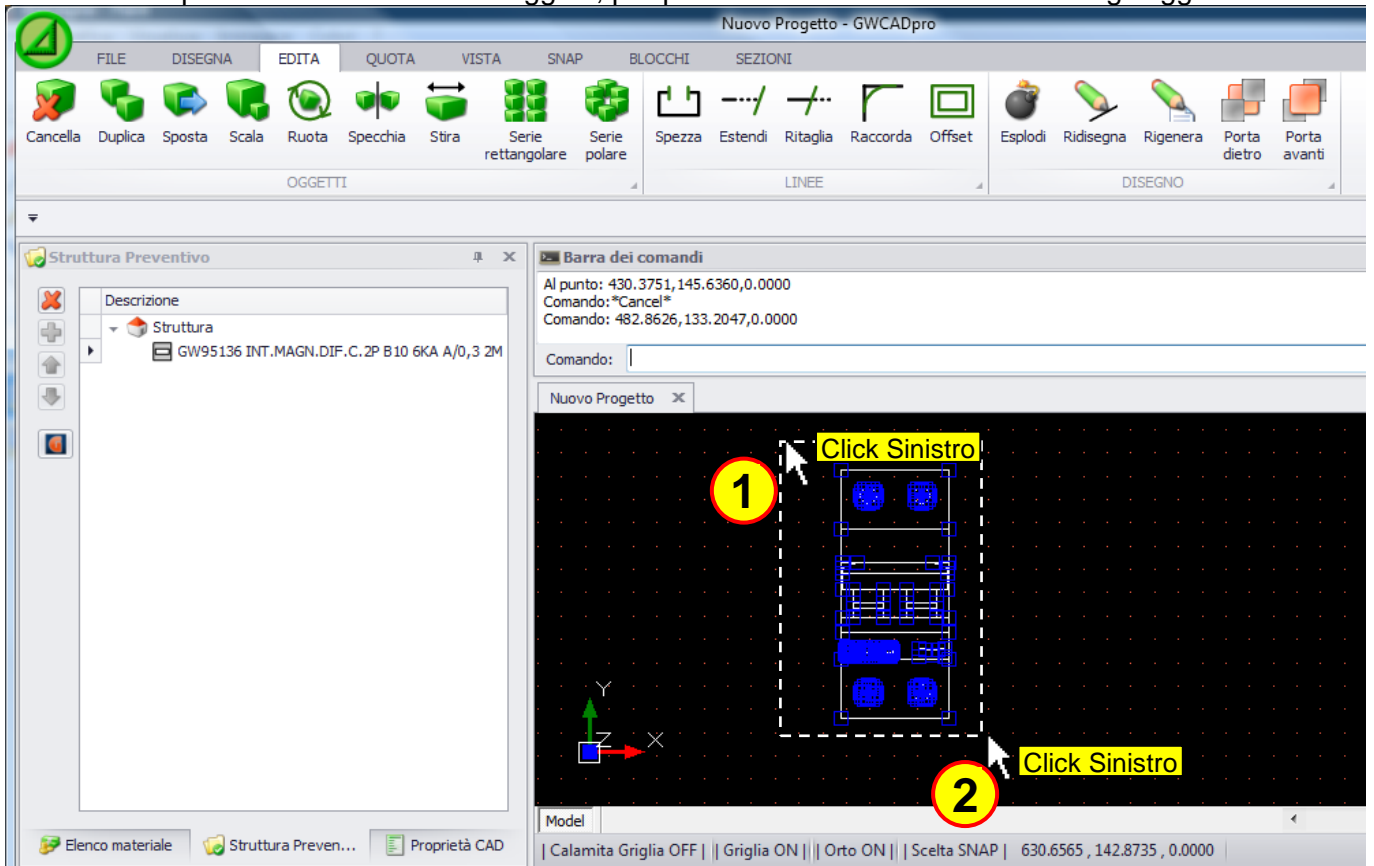 Nuovo Progetto - GWCADpro
FILE DISEGNA EDITA QUOTA VISTA SNAP BLOCCHI SEZIONI
Cancella Duplica Sposta Scala Ruota Specchia Stira Serie rettangolare Serie polare Spezza Estendi Ritaglia Raccorda Offset Esplodi Ridisegna Rigenera Porta dietro Porta avanti
OGGETTI LINEE DISEGNO
Struttura Preventivo
Descrizione
Struttura
GW95136 INT.MAGN.DIF.C.2P B10 6KA A/0,3 2M
Barra dei comandi
Al punto: 430.3751,145.6360,0.0000
Comando:*Cancel*
Comando: 482.8626,133.2047,0.0000
Comando:
Nuovo Progetto
Click Sinistro
1
Y
Z
X
Click Sinistro
2
Model
Elenco materiale Struttura Preven... Proprietà CAD
| Calamita Griglia OFF | | Griglia ON | | Orto ON | | Scelta SNAP | 630.6565 , 142.8735 , 0.0000